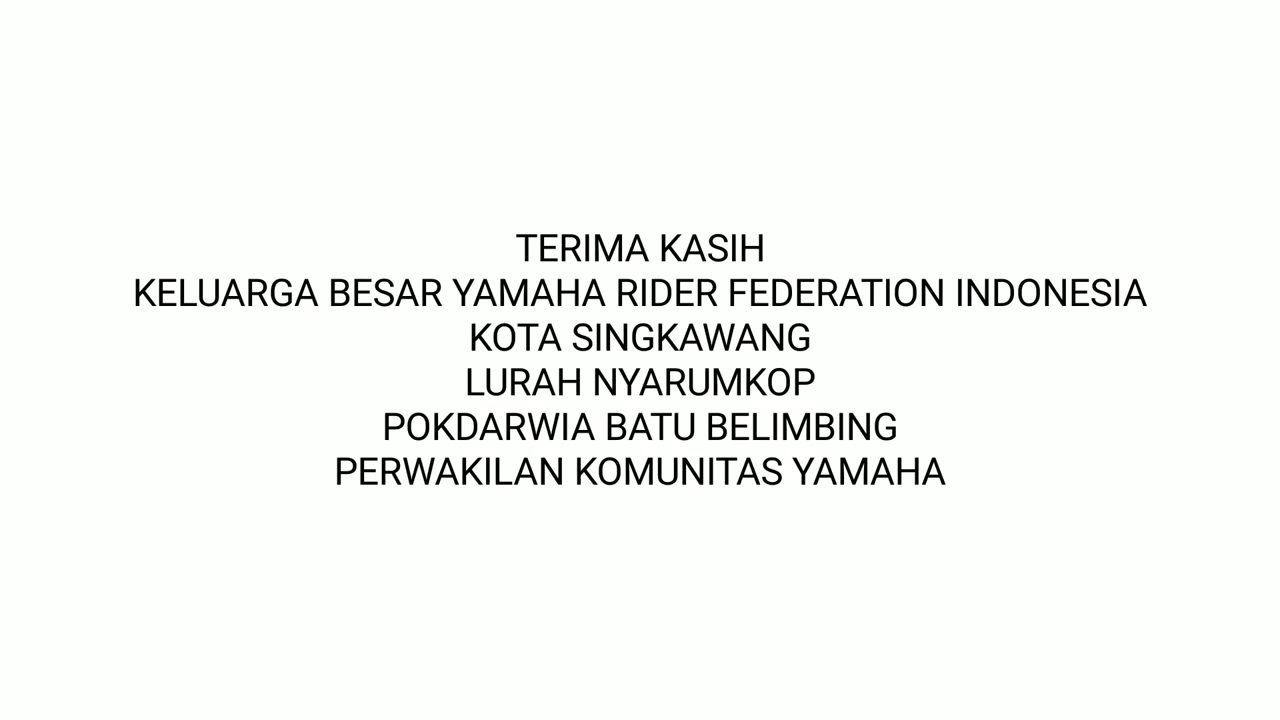 TERIMA KASIH
KELUARGA BESAR YAMAHA RIDER FEDERATION INDONESIA
KOTA SINGKAWANG
LURAH NYARUMKOP
POKDARWIA BATU BELIMBING
PERWAKILAN KOMUNITAS YAMAHA